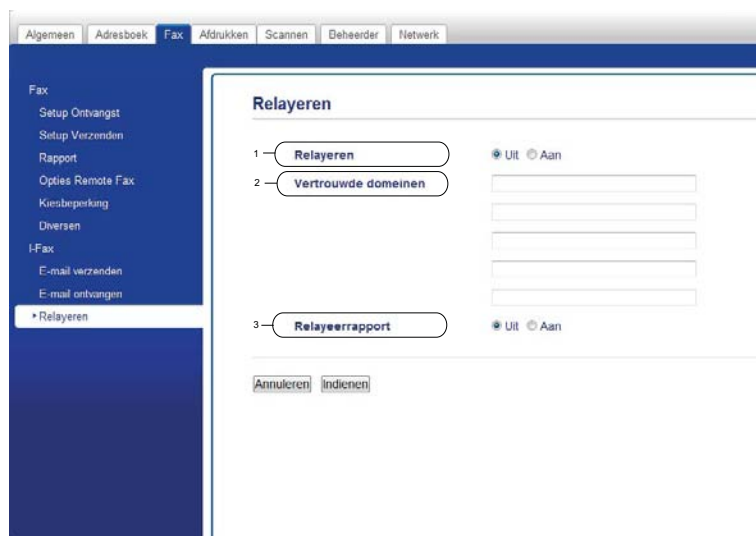 Algemeen Adresboek Fax Afdrukken Scannen Beheerder Netwerk
Fax
Setup Ontvangst
Setup Verzenden
Rapport
Opties Remote Fax
Kiesbeperking
Diversen
I-Fax
E-mail verzenden
E-mail ontvangen
Relayeren
Relayeren
1 Relayeren Uit Aan
2 Vertrouwde domeinen
3 Relayeerrapport Uit Aan
Annuleren Indienen